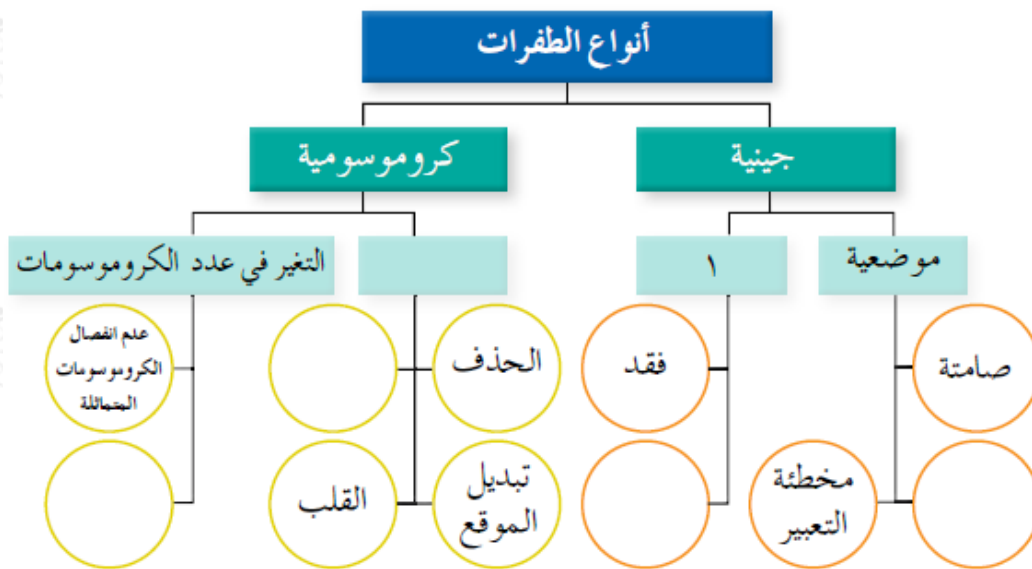 أنواع الطفرات
جينية
كروموسومية
موضعية
١
التغير في عدد الكروموسومات
صامتة
مخطئة
التعبير
فقد
الحذف
تبديل
الموقع
القلب
عدم انفصال
الكروموسومات
المتماثلة